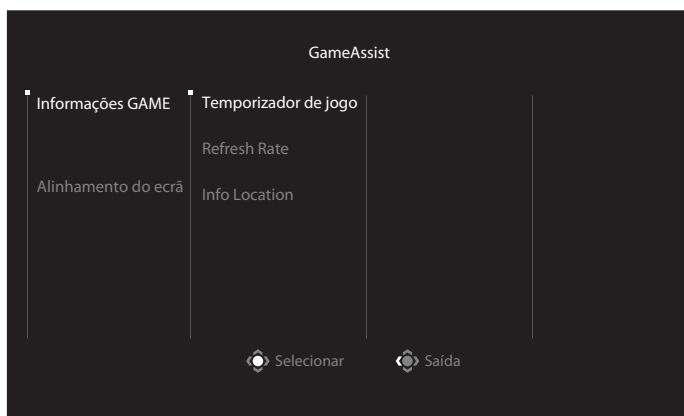 GameAssist
Informações GAME
Temporizador de jogo
Refresh Rate
Alinhamento do ecrã
Info Location
Selecionar
Saída